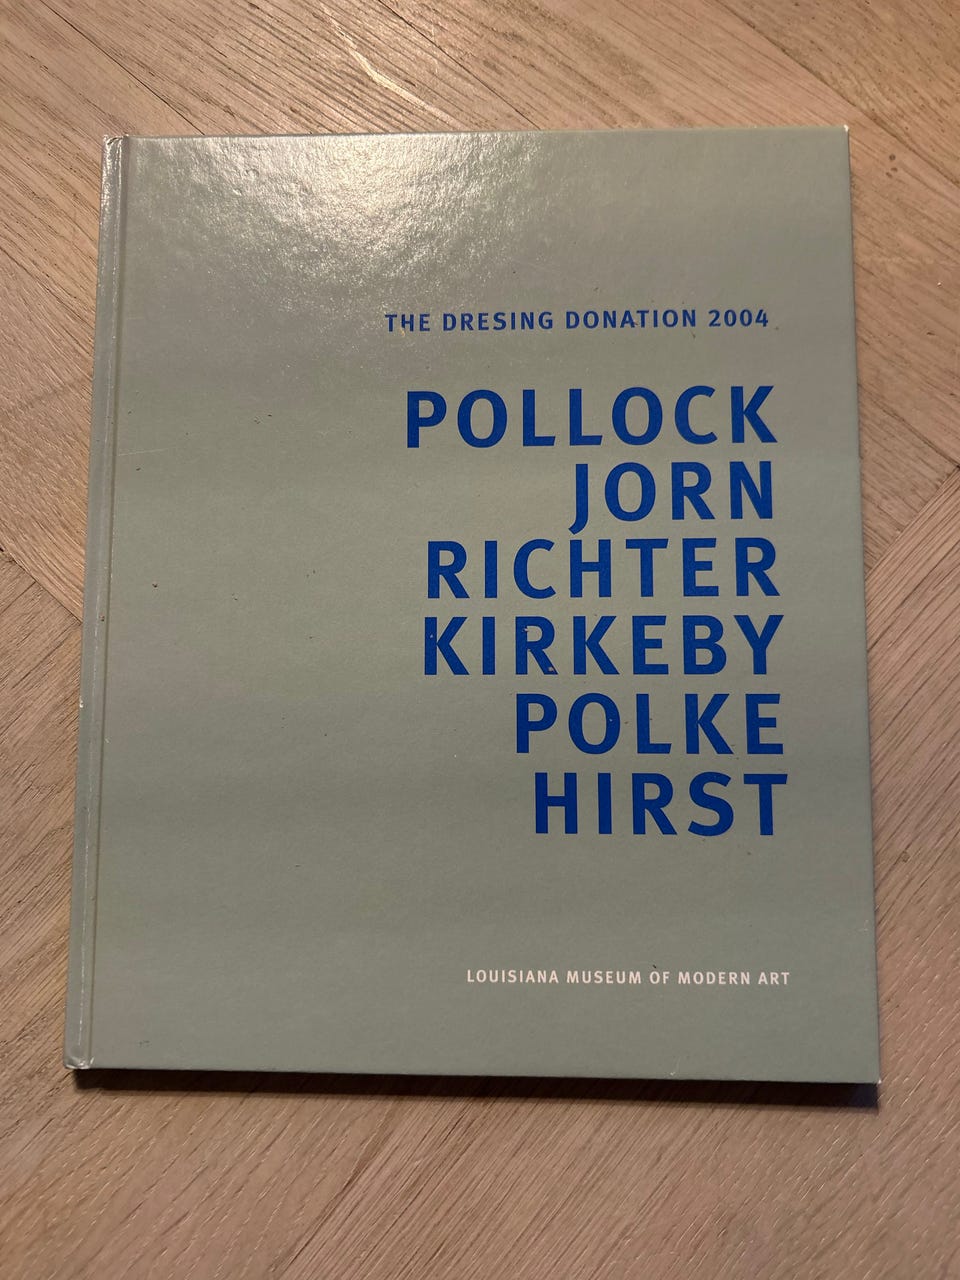 THE DRESING DONATION 2004
POLLOCK
JORN
RICHTER
KIRKEBY
POLKE
HIRST
LOUISIANA MUSEUM OF MODERN ART